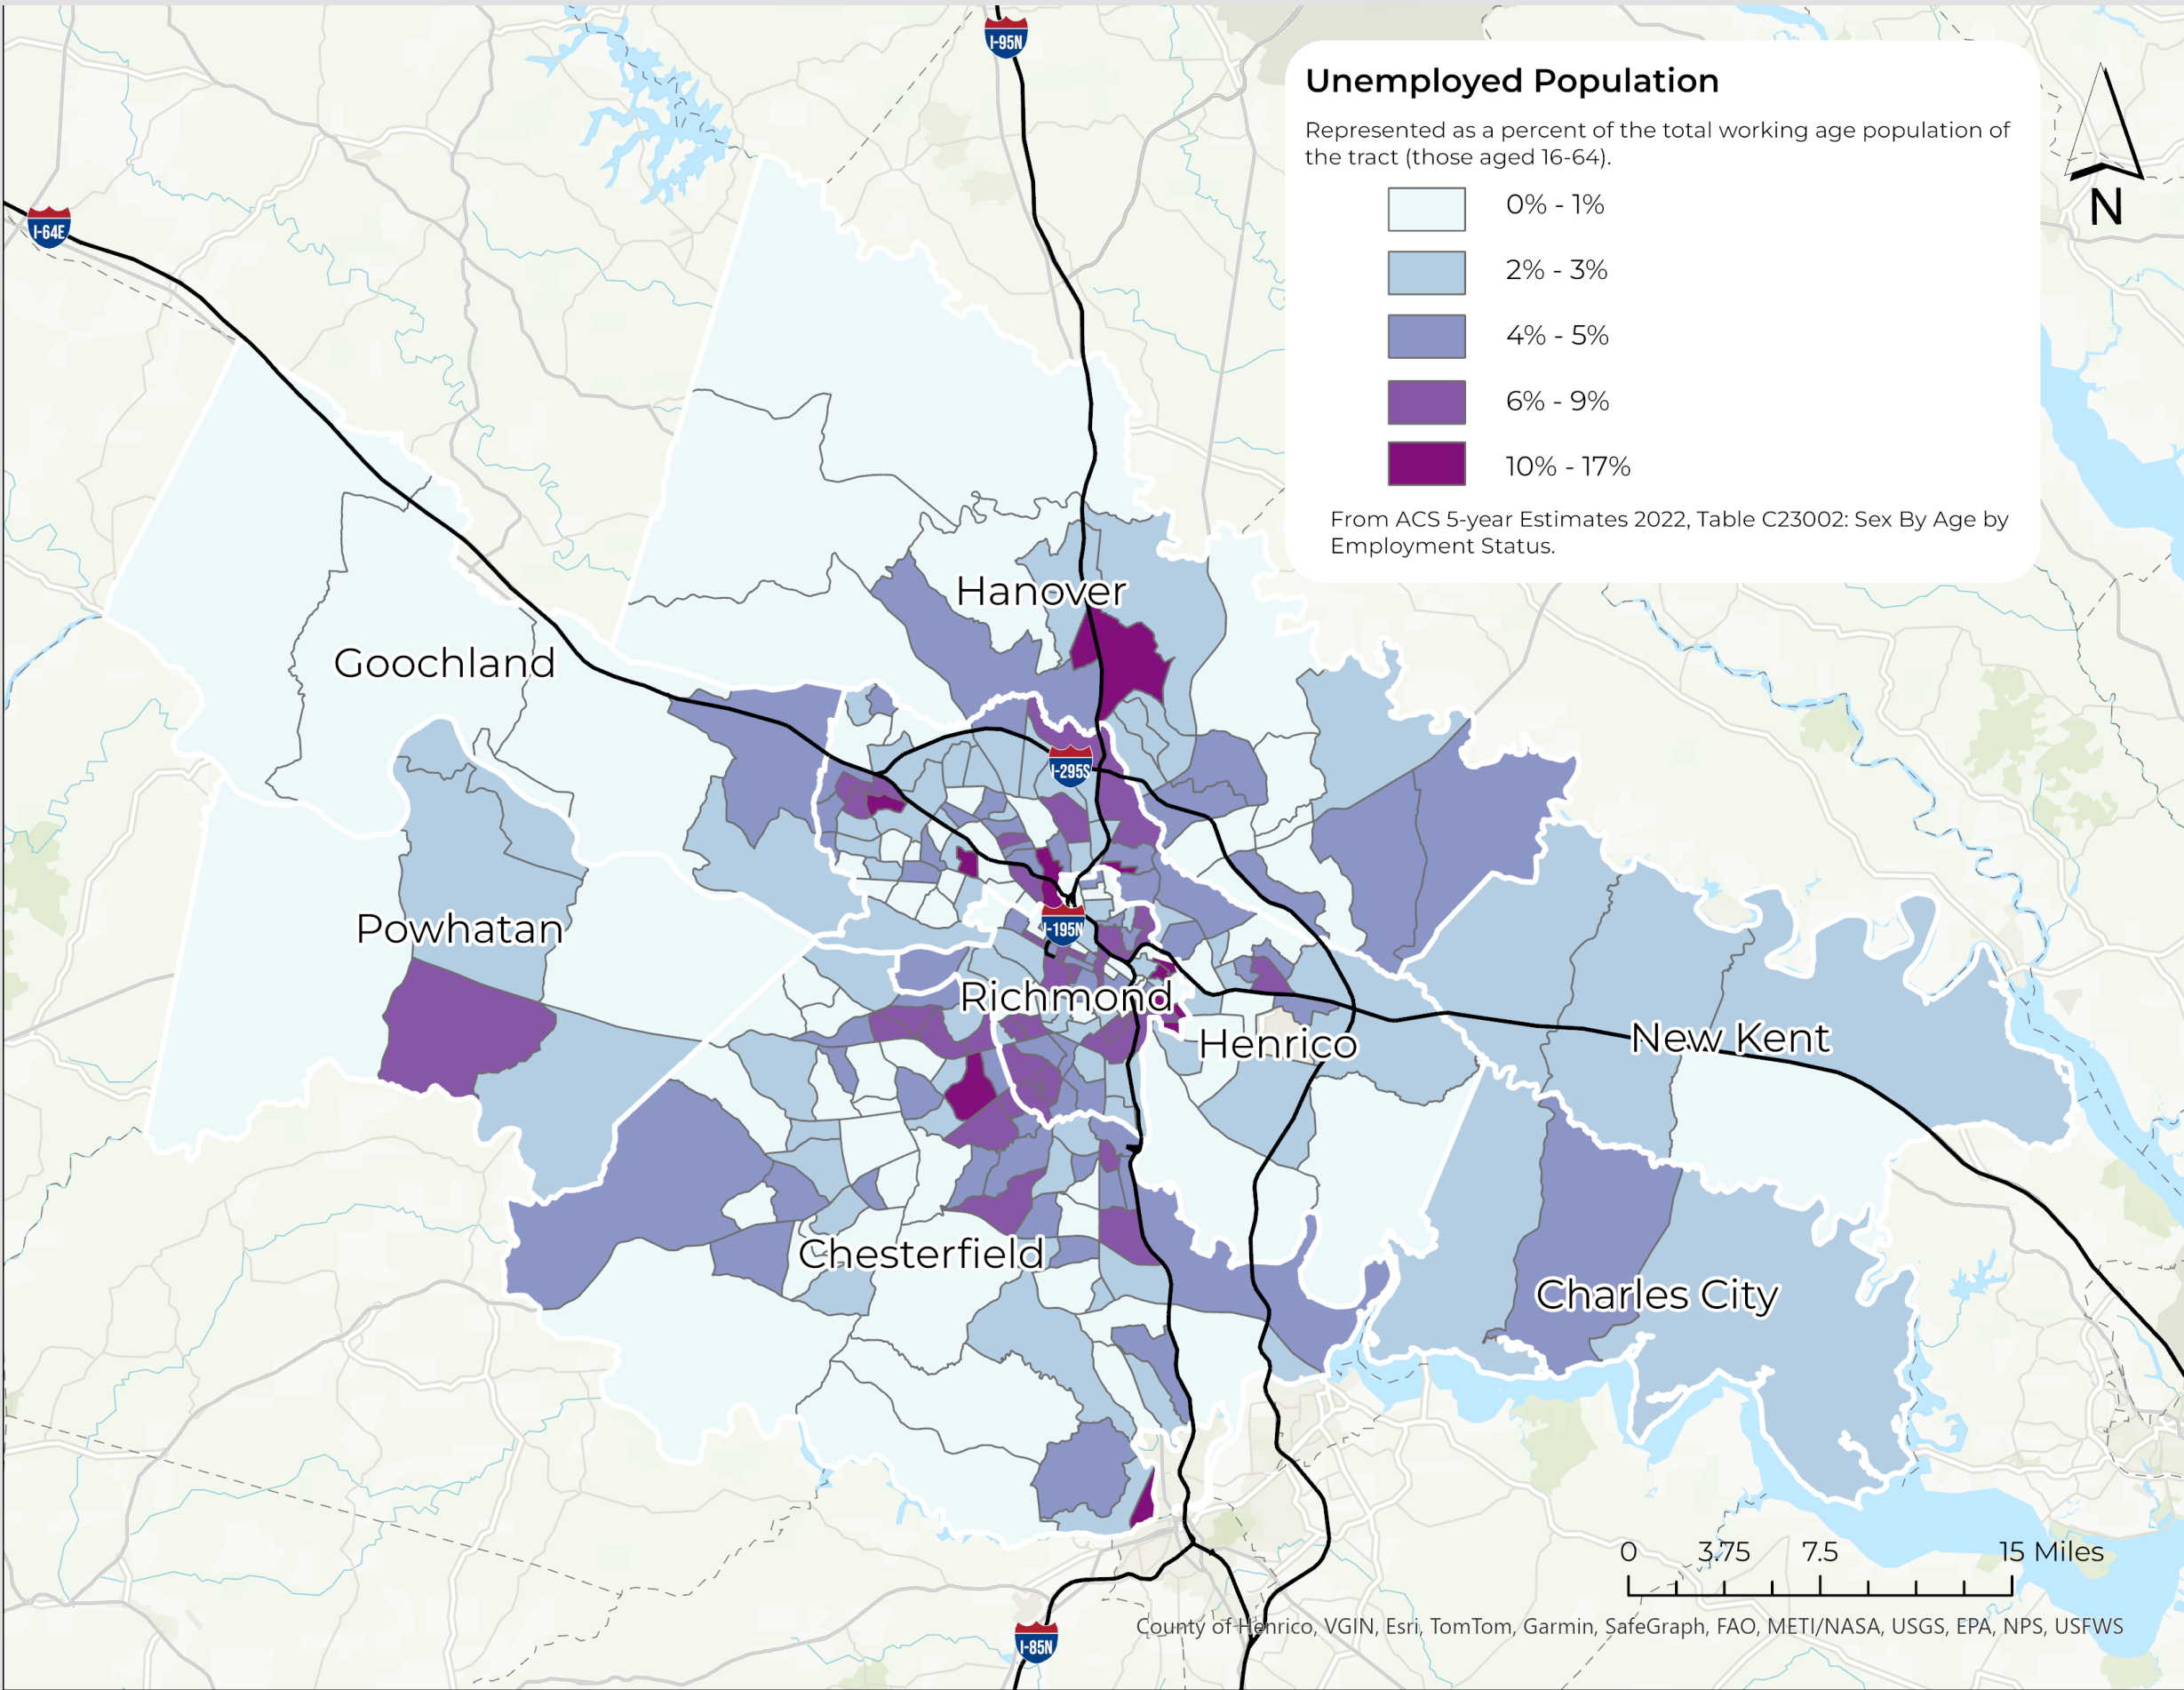 I-95N
Unemployed Population
Represented as a percent of the total working age population of
the tract (those aged 16-64).
0% - 1%
2% - 3%
4% - 5%
6% - 9%
10% - 17%
From ACS 5-year Estimates 2022, Table C23002: Sex By Age by
Employment Status.
N
I-64E
Hanover
Goochland
I-295S
Powhatan
I-195N
Richmond
Henrico
New Kent
Chesterfield
Charles City
0 3.75 7.5 15 Miles
County of Henrico, VGIN, Esri, TomTom, Garmin, SafeGraph, FAO, METI/NASA, USGS, EPA, NPS, USFWS
I-85N